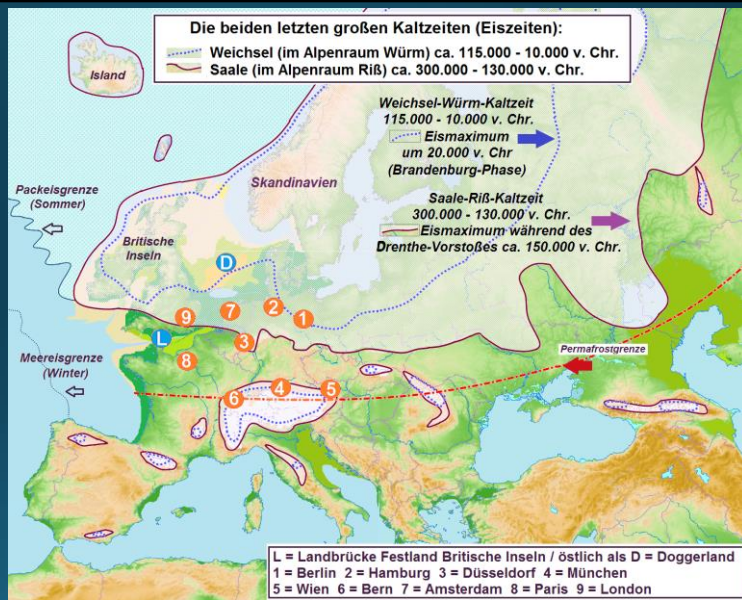 Die beiden letzten großen Kaltzeiten (Eiszeiten):
Weichsel (im Alpenraum Würm) ca. 115.000 - 10.000 v. Chr.
Saale (im Alpenraum Riß) ca. 300.000 - 130.000 v. Chr.
Island
Weichsel-Würm-Kaltzeit
115.000 - 10.000 v. Chr.
Eismaximum
um 20.000 v. Chr
(Brandenburg-Phase)
Skandinavien
Packeisgrenze
(Sommer)
Saale-Riß-Kaltzeit
300.000 - 130.000 v. Chr.
Eismaximum während des
Drenthe-Vorstoßes ca. 150.000 v. Chr.
Britische
Inseln
D
9
7
2
1
L
3
8
Permafrostgrenze
Meereisgrenze
(Winter)
6
4
5
L = Landbrücke Festland Britische Inseln / östlich als D = Doggerland
1 = Berlin 2 = Hamburg 3 = Düsseldorf 4 = München
5 = Wien 6 = Bern 7 = Amsterdam 8 = Paris 9 = London